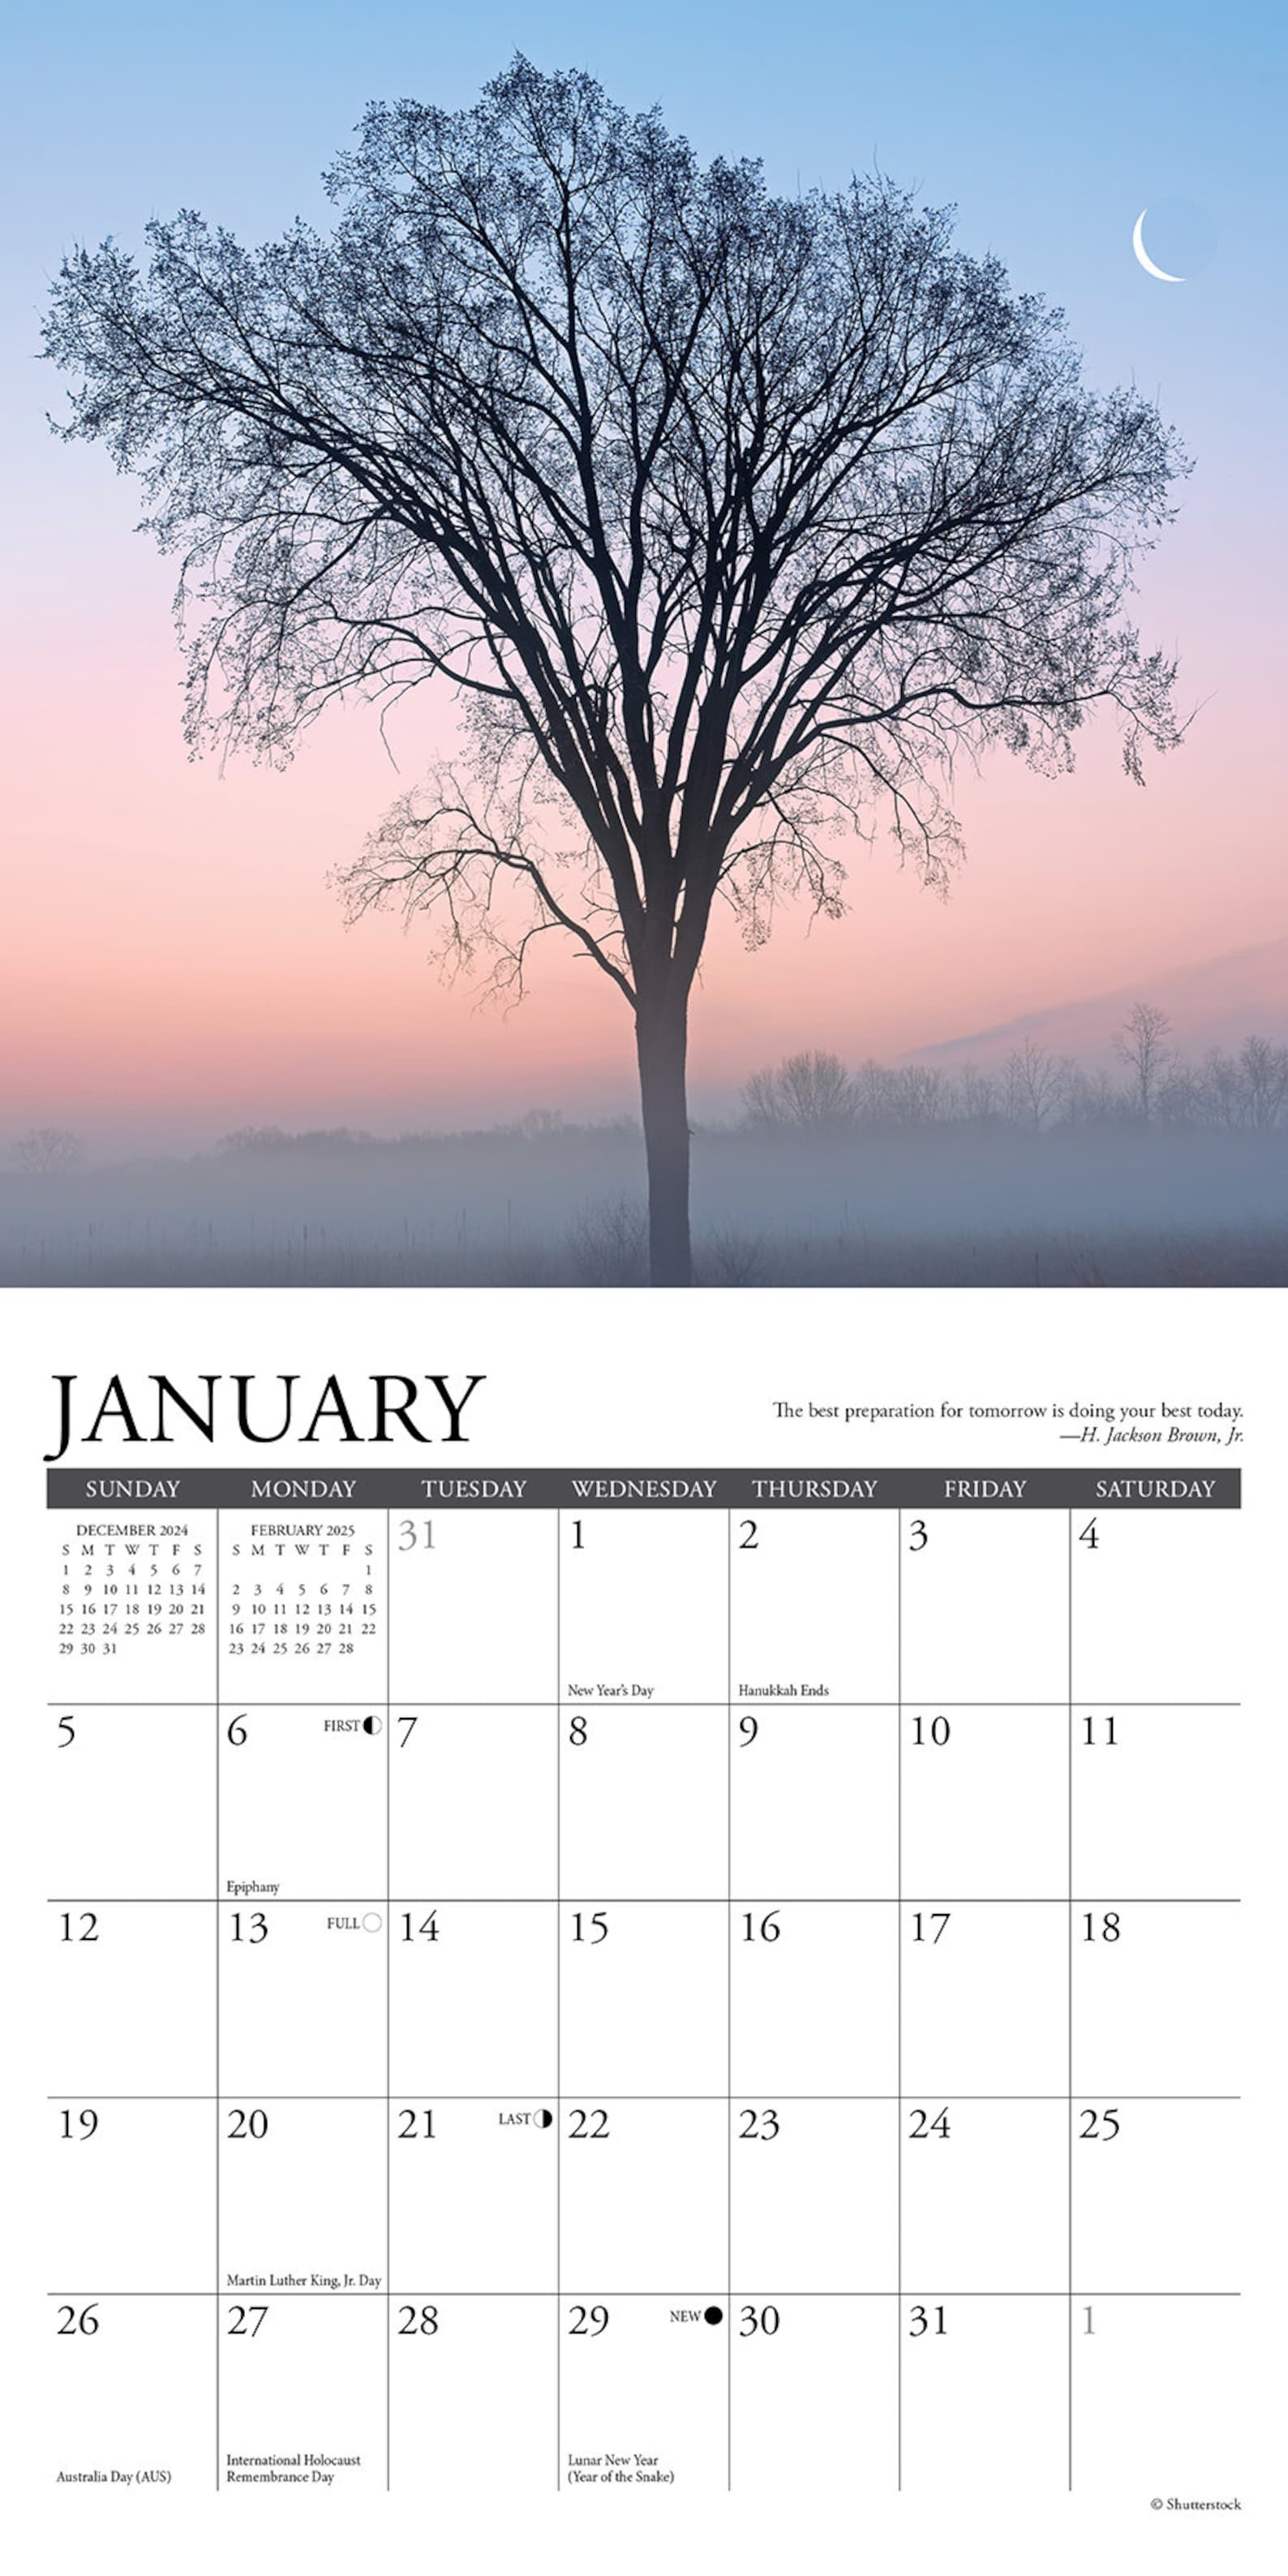 JANUARY
The best preparation for tomorrow is doing your best today.
—H. Jackson Brown, Jr.
SUNDAY MONDAY TUESDAY WEDNESDAY THURSDAY FRIDAY SATURDAY
DECEMBER 2024
S M T W T F S
1 2 3 4 5 6 7
8 9 10 11 12 13 14
15 16 17 18 19 20 21
22 23 24 25 26 27 28
29 30 31
FEBRUARY 2025
S M T W T F S
1
2 3 4 5 6 7 8
9 10 11 12 13 14 15
16 17 18 19 20 21 22
23 24 25 26 27 28
31 1 2 3 4
New Year's Day Hanukkah Ends
5 6 FIRST 7 8 9 10 11
Epiphany
12 13 FULL 14 15 16 17 18
19 20 21 LAST 22 23 24 25
Martin Luther King, Jr. Day
26 27 28 29 NEW 30 31 1
Australia Day (AUS)
International Holocaust
Remembrance Day
Lunar New Year
(Year of the Snake)
© Shutterstock